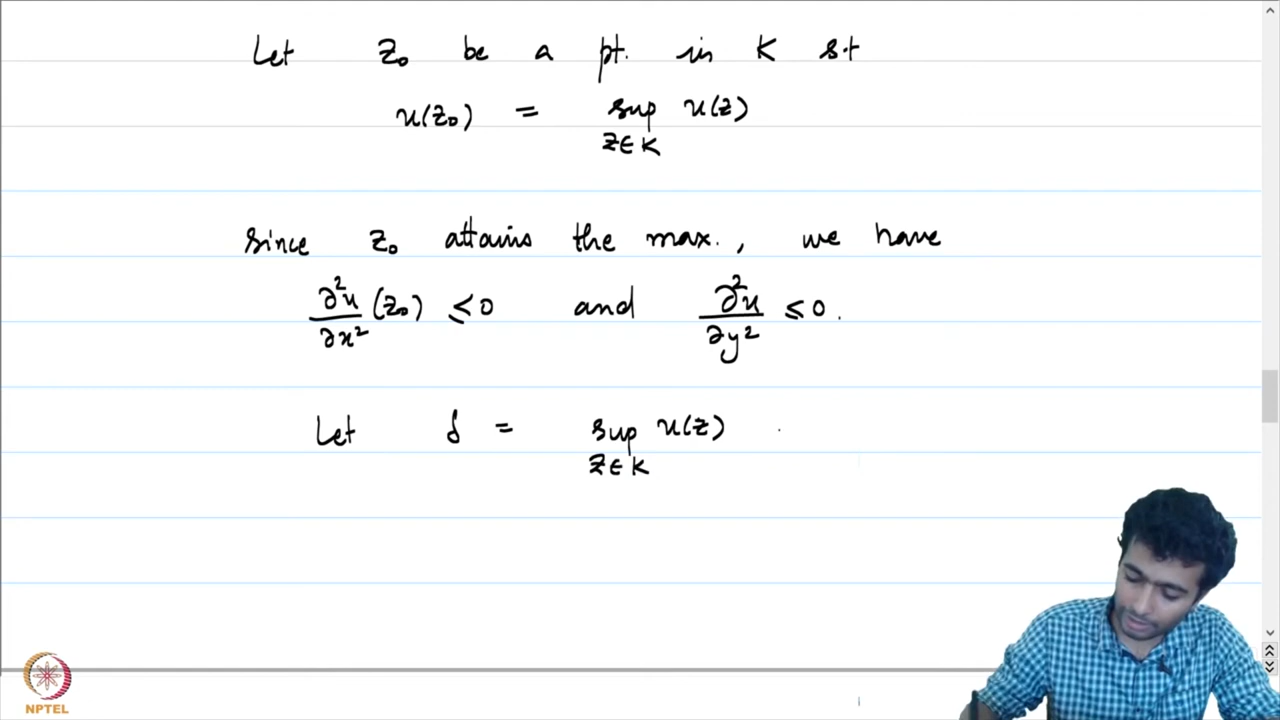 Let z₀ be a pt. in K st
u(z₀) = sup u(z)
z∈K
since z₀ attains the max., we have
∂²u/∂x² (z₀) ≤ 0 and ∂²u/∂y² ≤ 0.
Let δ = sup u(z)
z∈K
NPTEL